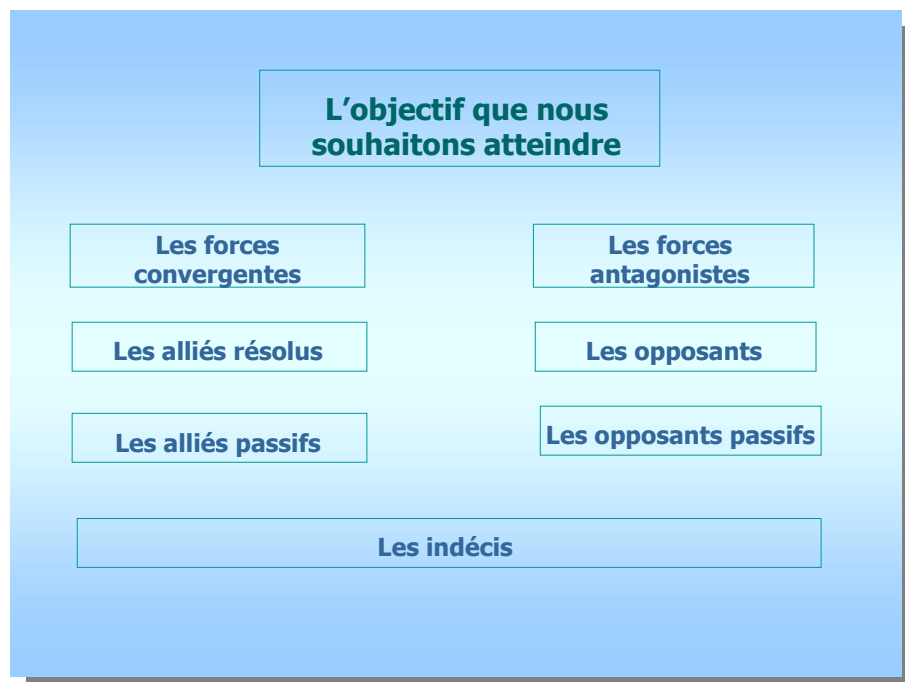 L’objectif que nous
souhaitons atteindre
Les forces
convergentes
Les forces
antagonistes
Les alliés résolus
Les opposants
Les alliés passifs
Les opposants passifs
Les indécis